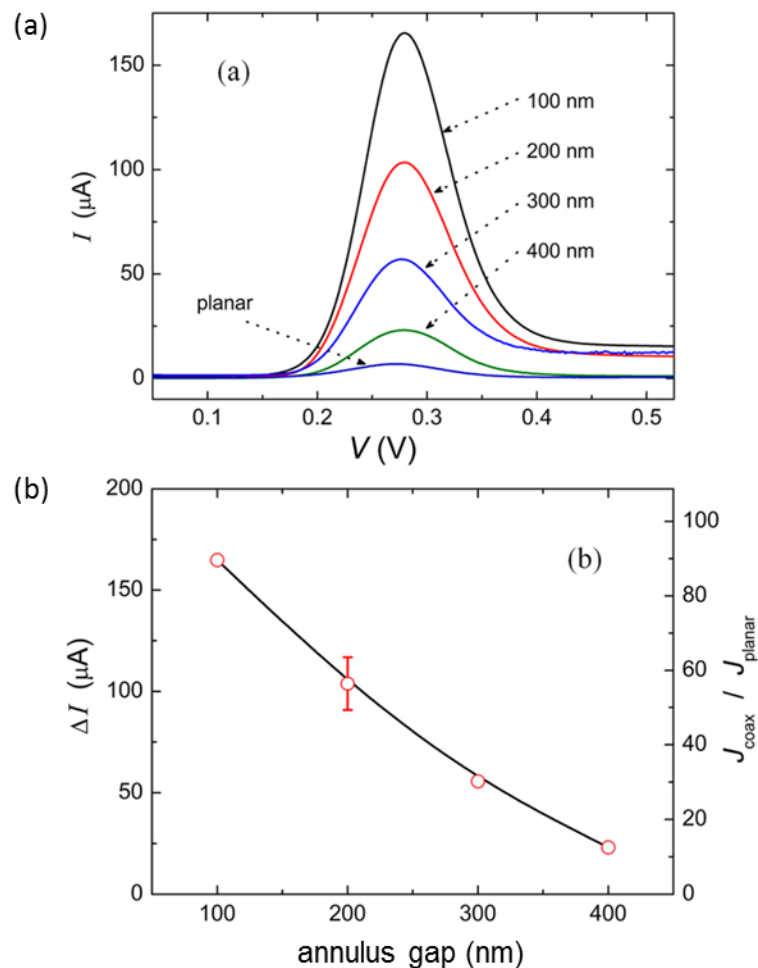 (a)
(a)
150
100
50
0
I (μA)
100 nm
200 nm
300 nm
400 nm
planar
0.1 0.2 0.3 0.4 0.5
V (V)
(b)
(b)
200
150
100
50
0
ΔI (μA)
100
80
60
40
20
0
J coax / J planar
100 200 300 400
annulus gap (nm)